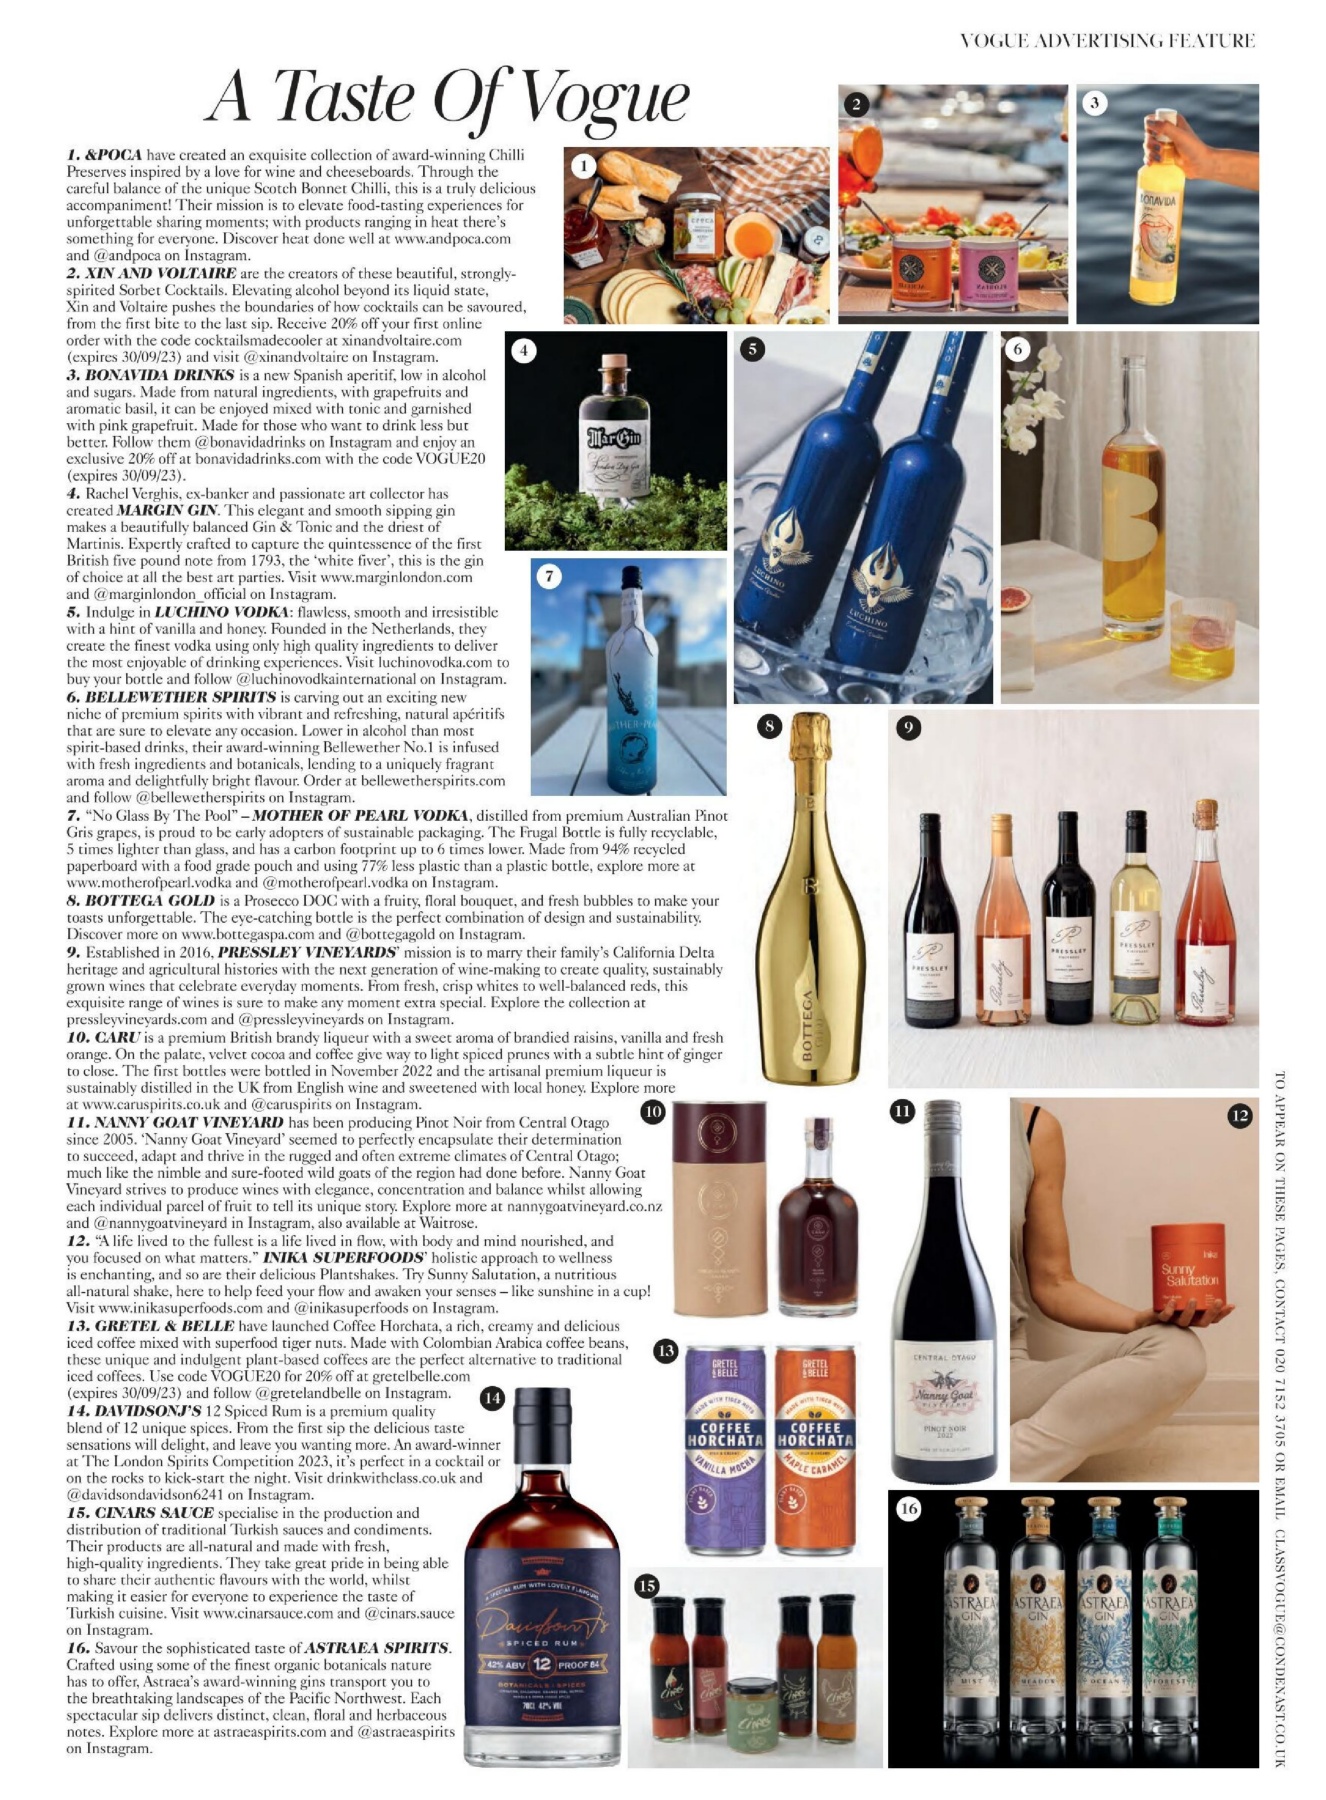 VOGUE ADVERTISING FEATURE
A Taste Of Vogue
1. &POCA have created an exquisite collection of award-winning Chilli
Preserves inspired by a love for wine and cheeseboards. Through the
careful balance of the unique Scotch Bonnet Chilli, this is a truly delicious
accompaniment! Their mission is to elevate food-tasting experiences for
unforgettable sharing moments; with products ranging in heat there's
something for everyone. Discover heat done well at www.andpoca.com
and @andpoca on Instagram.
2. XIN AND VOLTAIRE are the creators of these beautiful, strongly-
spirited Sorbet Cocktails. Elevating alcohol beyond its liquid state,
Xin and Voltaire pushes the boundaries of how cocktails can be savoured,
from the first bite to the last sip. Receive 20% off your first online
order with the code cocktailsmadecooler at xinandvoltaire.com
(expires 30/09/23) and visit @xinandvoltaire on Instagram.
3. BONAVIDA DRINKS is a new Spanish aperitif, low in alcohol
and sugars. Made from natural ingredients, with grapefruits and
aromatic basil, it can be enjoyed mixed with tonic and garnished
with pink grapefruit. Made for those who want to drink less but
better. Follow them @bonavidadrinks on Instagram and enjoy an
exclusive 20% off at bonavidadrinks.com with the code VOGUE20
(expires 30/09/23).
4. Rachel Verghis, ex-banker and passionate art collector has
created MARGIN GIN. This elegant and smooth sipping gin
makes a beautifully balanced Gin & Tonic and the driest of
Martinis. Expertly crafted to capture the quintessence of the first
British five pound note from 1793, the 'white fiver', this is the gin
of choice at all the best art parties. Visit www.marginlondon.com
and @marginlondon_official on Instagram.
5. Indulge in LUCHINO VODKA: flawless, smooth and irresistible
with a hint of vanilla and honey. Founded in the Netherlands, they
create the finest vodka using only high quality ingredients to deliver
the most enjoyable of drinking experiences. Visit luchinovodka.com to
buy your bottle and follow @luchinovodkainternational on Instagram.
6. BELLEWETHER SPIRITS is carving out an exciting new
niche of premium spirits with vibrant and refreshing, natural apéritifs
that are sure to elevate any occasion. Lower in alcohol than most
spirit-based drinks, their award-winning Bellewether No.1 is infused
with fresh ingredients and botanicals, lending to a uniquely fragrant
aroma and delightfully bright flavour. Order at bellewetherspirits.com
and follow @bellewetherspirits on Instagram.
7. "No Glass By The Pool" – MOTHER OF PEARL VODKA, distilled from premium Australian Pinot
Gris grapes, is proud to be early adopters of sustainable packaging. The Frugal Bottle is fully recyclable,
5 times lighter than glass, and has a carbon footprint up to 6 times lower. Made from 94% recycled
paperboard with a food grade pouch and using 77% less plastic than a plastic bottle, explore more at
www.motherofpearl.vodka and @motherofpearl.vodka on Instagram.
8. BOTTEGA GOLD is a Prosecco DOC with a fruity, floral bouquet, and fresh bubbles to make your
toasts unforgettable. The eye-catching bottle is the perfect combination of design and sustainability.
Discover more on www.bottegaspa.com and @bottegagold on Instagram.
9. Established in 2016, PRESSLEY VINEYARDS' mission is to marry their family's California Delta
heritage and agricultural histories with the next generation of wine-making to create quality, sustainably
grown wines that celebrate everyday moments. From fresh, crisp whites to well-balanced reds, this
exquisite range of wines is sure to make any moment extra special. Explore the collection at
pressleyvineyards.com and @pressleyvineyards on Instagram.
10. CARU is a premium British brandy liqueur with a sweet aroma of brandied raisins, vanilla and fresh
orange. On the palate, velvet cocoa and coffee give way to light spiced prunes with a subtle hint of ginger
to close. The first bottles were bottled in November 2022 and the artisanal premium liqueur is
sustainably distilled in the UK from English wine and sweetened with local honey. Explore more
at www.caruspirits.co.uk and @caruspirits on Instagram.
11. NANNY GOAT VINEYARD has been producing Pinot Noir from Central Otago
since 2005. 'Nanny Goat Vineyard' seemed to perfectly encapsulate their determination
to succeed, adapt and thrive in the rugged and often extreme climates of Central Otago;
much like the nimble and sure-footed wild goats of the region had done before. Nanny Goat
Vineyard strives to produce wines with elegance, concentration and balance whilst allowing
each individual parcel of fruit to tell its unique story. Explore more at nannygoatvineyard.co.nz
and @nannygoatvineyard in Instagram, also available at Waitrose.
12. "A life lived to the fullest is a life lived in flow, with body and mind nourished, and
you focused on what matters." INIKA SUPERFOODS' holistic approach to wellness
is enchanting, and so are their delicious Plantshakes. Try Sunny Salutation, a nutritious
all-natural shake, here to help feed your flow and awaken your senses – like sunshine in a cup!
Visit www.inikasuperfoods.com and @inikasuperfoods on Instagram.
13. GRETEL & BELLE have launched Coffee Horchata, a rich, creamy and delicious
iced coffee mixed with superfood tiger nuts. Made with Colombian Arabica coffee beans,
these unique and indulgent plant-based coffees are the perfect alternative to traditional
iced coffees. Use code VOGUE20 for 20% off at gretelbelle.com
(expires 30/09/23) and follow @gretelandbelle on Instagram.
14. DAVIDSONJ'S 12 Spiced Rum is a premium quality
blend of 12 unique spices. From the first sip the delicious taste
sensations will delight, and leave you wanting more. An award-winner
at The London Spirits Competition 2023, it's perfect in a cocktail or
on the rocks to kick-start the night. Visit drinkwithclass.co.uk and
@davidsondavidson6241 on Instagram.
15. CINARS SAUCE specialise in the production and
distribution of traditional Turkish sauces and condiments.
Their products are all-natural and made with fresh,
high-quality ingredients. They take great pride in being able
to share their authentic flavours with the world, whilst
making it easier for everyone to experience the taste of
Turkish cuisine. Visit www.cinarsauce.com and @cinars.sauce
on Instagram.
16. Savour the sophisticated taste of ASTRAEA SPIRITS.
Crafted using some of the finest organic botanicals nature
has to offer, Astraea's award-winning gins transport you to
the breathtaking landscapes of the Pacific Northwest. Each
spectacular sip delivers distinct, clean, floral and herbaceous
notes. Explore more at astraeaspirits.com and @astraeaspirits
on Instagram.
1
2
3
BONAVIDA
4
MarGin
London Dry Gin
5
LUCHINO
LUCHINO
6
B
7
8
BOTTEGA
9
PRESSLEY
Pressley
PRESSLEY
Pressley
10
11
CENTRAL OTAGO
Nanny Goat
VINEYARD
PINOT NOIR
2022
12
Inika
Sunny
Salutation
13
GRETEL
&BELLE
MADE WITH TIGER NUTS
COFFEE
HORCHATA
VANILLA MOCHA
GRETEL
&BELLE
MADE WITH TIGER NUTS
COFFEE
HORCHATA
MAPLE CARAMEL
14
A SPECIAL RUM WITH LOVELY FLAVOURS
DavidsonJ's
SPICED RUM
42% ABV 12 PROOF 84
BOTANICALS SPICES
70CL 42% VOL
15
16
ASTRAEA
GIN
MIST
ASTRAEA
GIN
MEADOW
ASTRAEA
GIN
OCEAN
ASTRAEA
GIN
FOREST
TO APPEAR ON THESE PAGES, CONTACT 020 7152 3705 OR EMAIL CLASSVOGUE@CONDENAST.CO.UK